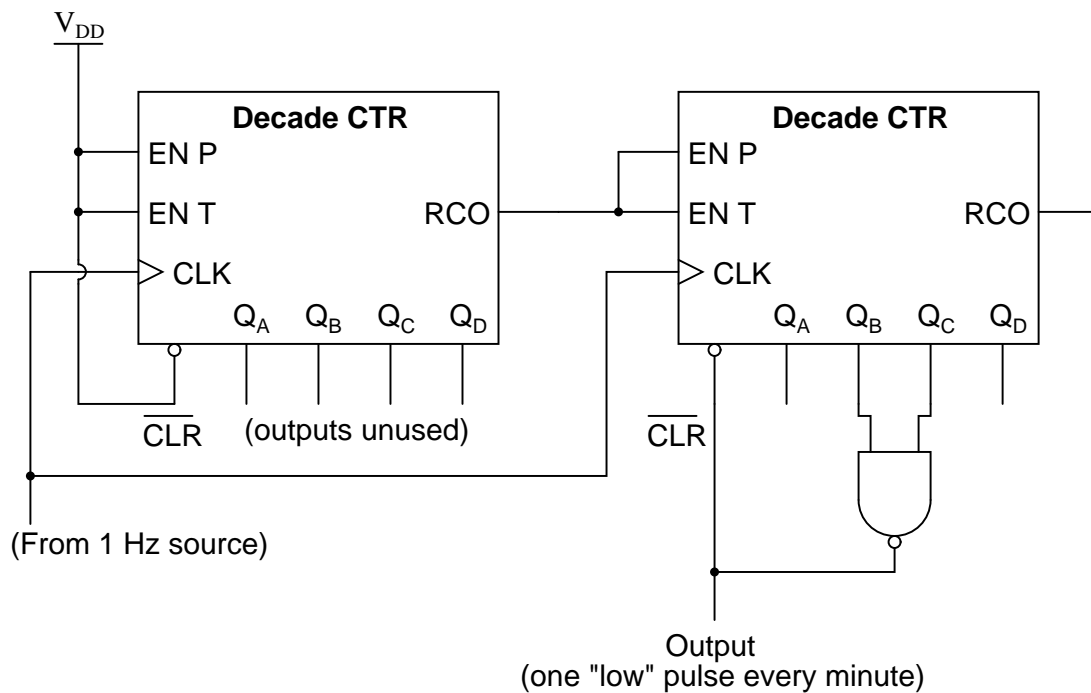 V_DD
Decade CTR
EN P
EN T
RCO
CLK
Q_A Q_B Q_C Q_D
CLR
(outputs unused)
Decade CTR
EN P
EN T
RCO
CLK
Q_A Q_B Q_C Q_D
CLR
(From 1 Hz source)
Output
(one "low" pulse every minute)